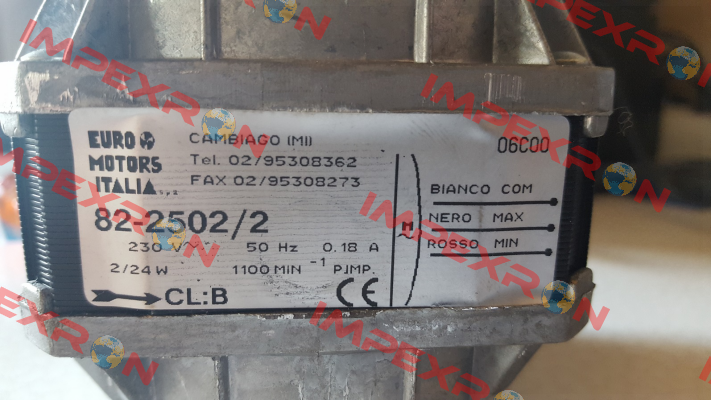 EURO MOTORS ITALIA s.p.a.
CAMBIAGO (MI)
Tel. 02/95308362
FAX 02/95308273
06C00
82-2502/2
230 V~ 50 Hz 0.18 A
2/24 W 1100 MIN -1 P.IMP.
CL:B
CE
M
~
BIANCO COM
NERO MAX
ROSSO MIN
IMPEXRON
IMPEXRON
IMPEXRON
IMPEXRON
IMPEXRON
IMPEXRON